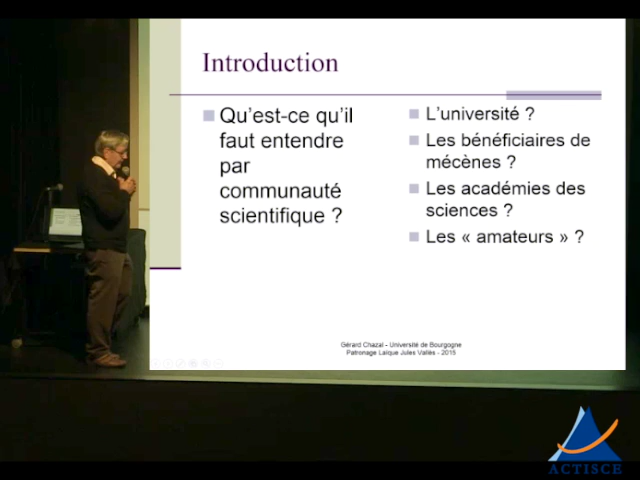 Introduction
Qu'est-ce qu'il
faut entendre
par
communauté
scientifique ?
L'université ?
Les bénéficiaires de
mécènes ?
Les académies des
sciences ?
Les « amateurs » ?
Gérard Chazal - Université de Bourgogne
Patronage Laïque Jules Vallès - 2015
ACTISCE